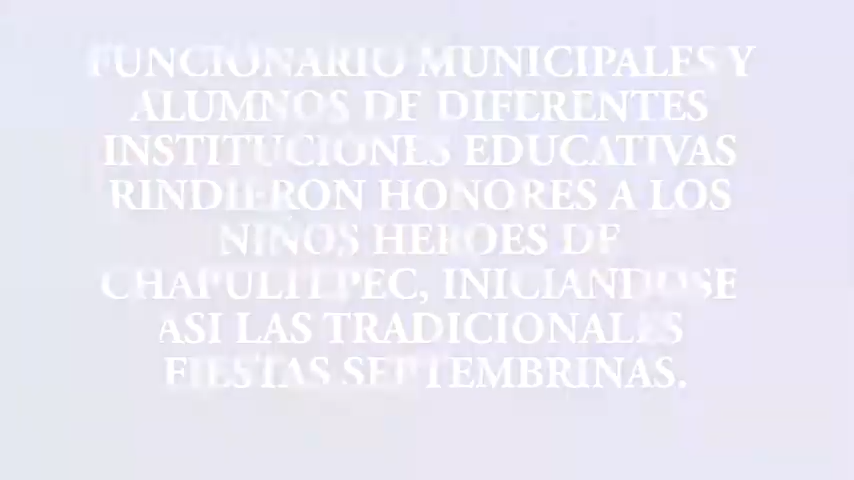 FUNCIONARIO MUNICIPALES Y
ALUMNOS DE DIFERENTES
INSTITUCIONES EDUCATIVAS
RINDIERON HONORES A LOS
NIÑOS HEROES DE
CHAPULTEPEC, INICIANDOSE
ASI LAS TRADICIONALES
FIESTAS SEPTEMBRINAS.